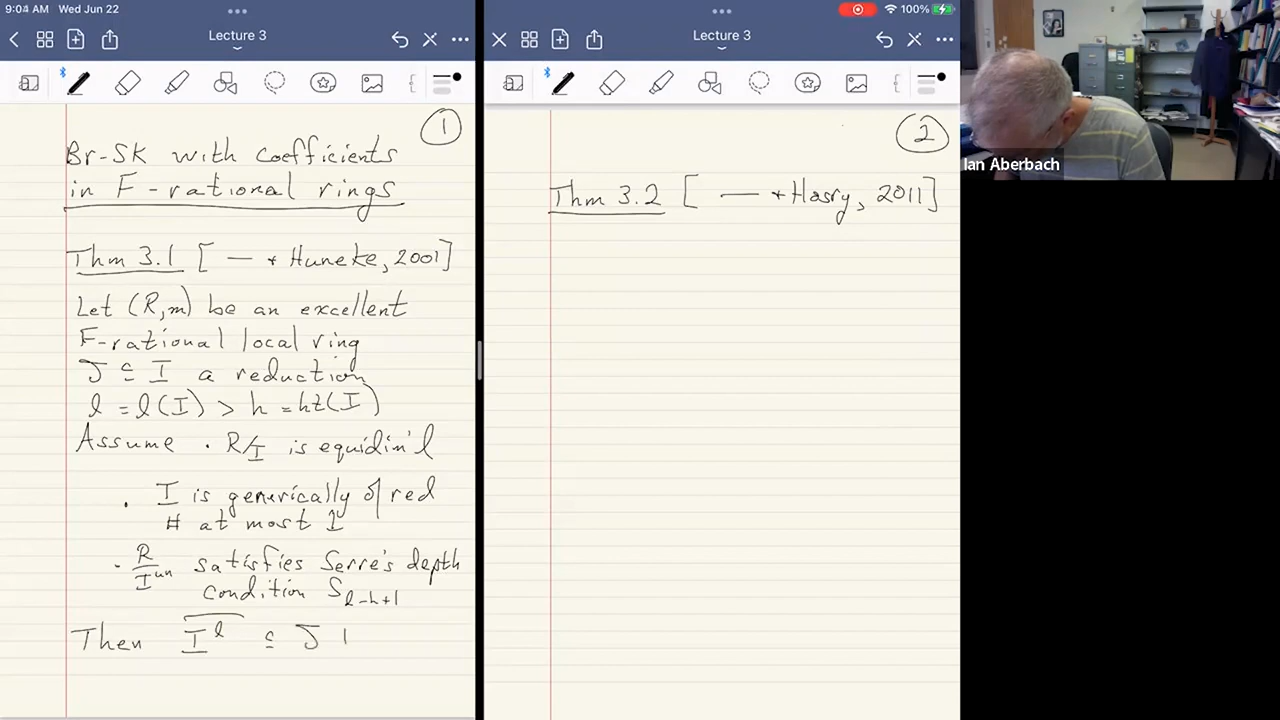 9:04 AM Wed Jun 22
100%
Lecture 3
Lecture 3
①
Br-SK with coefficients
in F-rational rings
Thm 3.1 [ — + Huneke, 2001]
Let (R,m) be an excellent
F-rational local ring
J ⊆ I a reduction
l = l(I) > h = ht(I)
Assume · R/I is equidim'l
· I is generically of red
# at most 1
· R/I^{un} satisfies Serre's depth
condition S_{l-h+1}
Then \overline{I^l} ⊆ J
②
Thm 3.2 [ — + Hosry, 2011]
Ian Aberbach